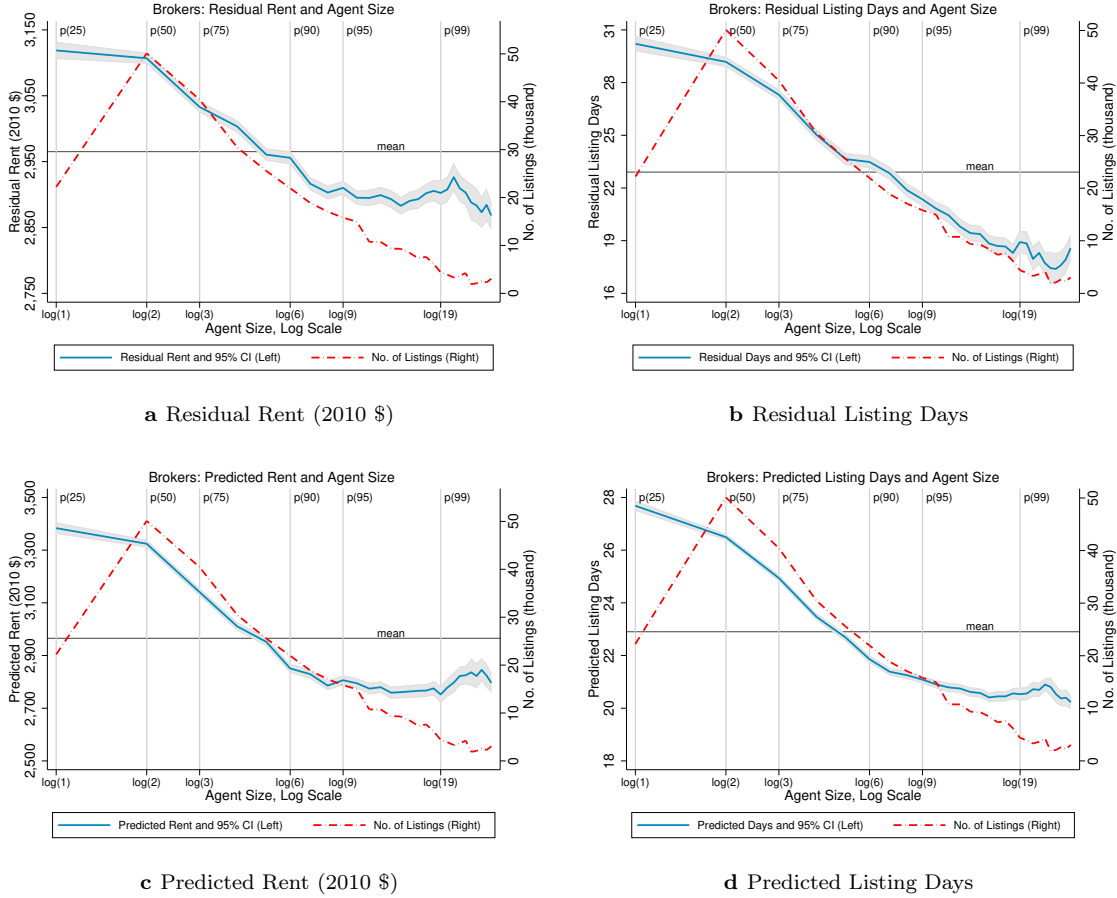 Brokers: Residual Rent and Agent Size
p(25) p(50) p(75) p(90) p(95) p(99)
3,150
3,050
2,950
2,850
2,750
Residual Rent (2010 $)
mean
50
40
30
20
10
0
No. of Listings (thousand)
log(1) log(2) log(3) log(6) log(9) log(19)
Agent Size, Log Scale
Residual Rent and 95% CI (Left) No. of Listings (Right)
a Residual Rent (2010 $)
Brokers: Residual Listing Days and Agent Size
p(25) p(50) p(75) p(90) p(95) p(99)
31
28
25
22
19
16
Residual Listing Days
mean
50
40
30
20
10
0
No. of Listings (thousand)
log(1) log(2) log(3) log(6) log(9) log(19)
Agent Size, Log Scale
Residual Days and 95% CI (Left) No. of Listings (Right)
b Residual Listing Days
Brokers: Predicted Rent and Agent Size
p(25) p(50) p(75) p(90) p(95) p(99)
3,500
3,300
3,100
2,900
2,700
2,500
Predicted Rent (2010 $)
mean
50
40
30
20
10
0
No. of Listings (thousand)
log(1) log(2) log(3) log(6) log(9) log(19)
Agent Size, Log Scale
Predicted Rent and 95% CI (Left) No. of Listings (Right)
c Predicted Rent (2010 $)
Brokers: Predicted Listing Days and Agent Size
p(25) p(50) p(75) p(90) p(95) p(99)
28
26
24
22
20
18
Predicted Listing Days
mean
50
40
30
20
10
0
No. of Listings (thousand)
log(1) log(2) log(3) log(6) log(9) log(19)
Agent Size, Log Scale
Predicted Days and 95% CI (Left) No. of Listings (Right)
d Predicted Listing Days